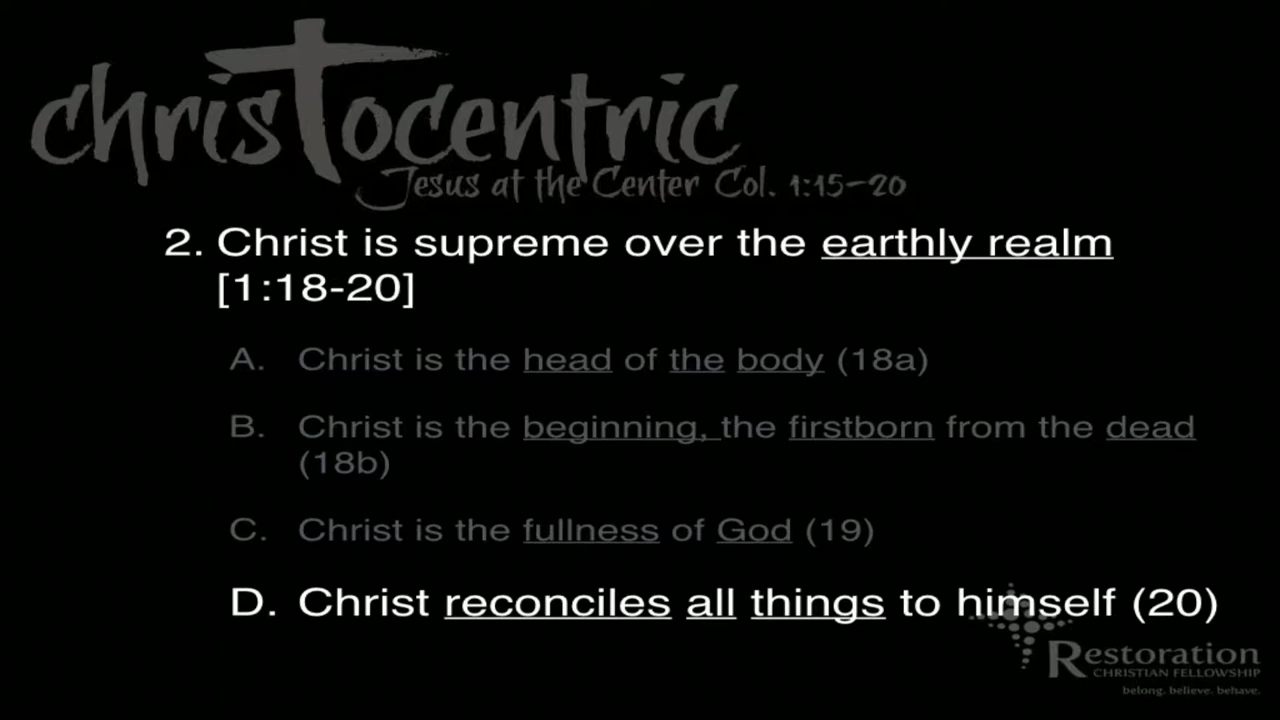 chrisTocentric
Jesus at the Center Col. 1:15-20
2. Christ is supreme over the earthly realm
[1:18-20]
A. Christ is the head of the body (18a)
B. Christ is the beginning, the firstborn from the dead
(18b)
C. Christ is the fullness of God (19)
D. Christ reconciles all things to himself (20)
Restoration
CHRISTIAN FELLOWSHIP
belong. believe. behave.